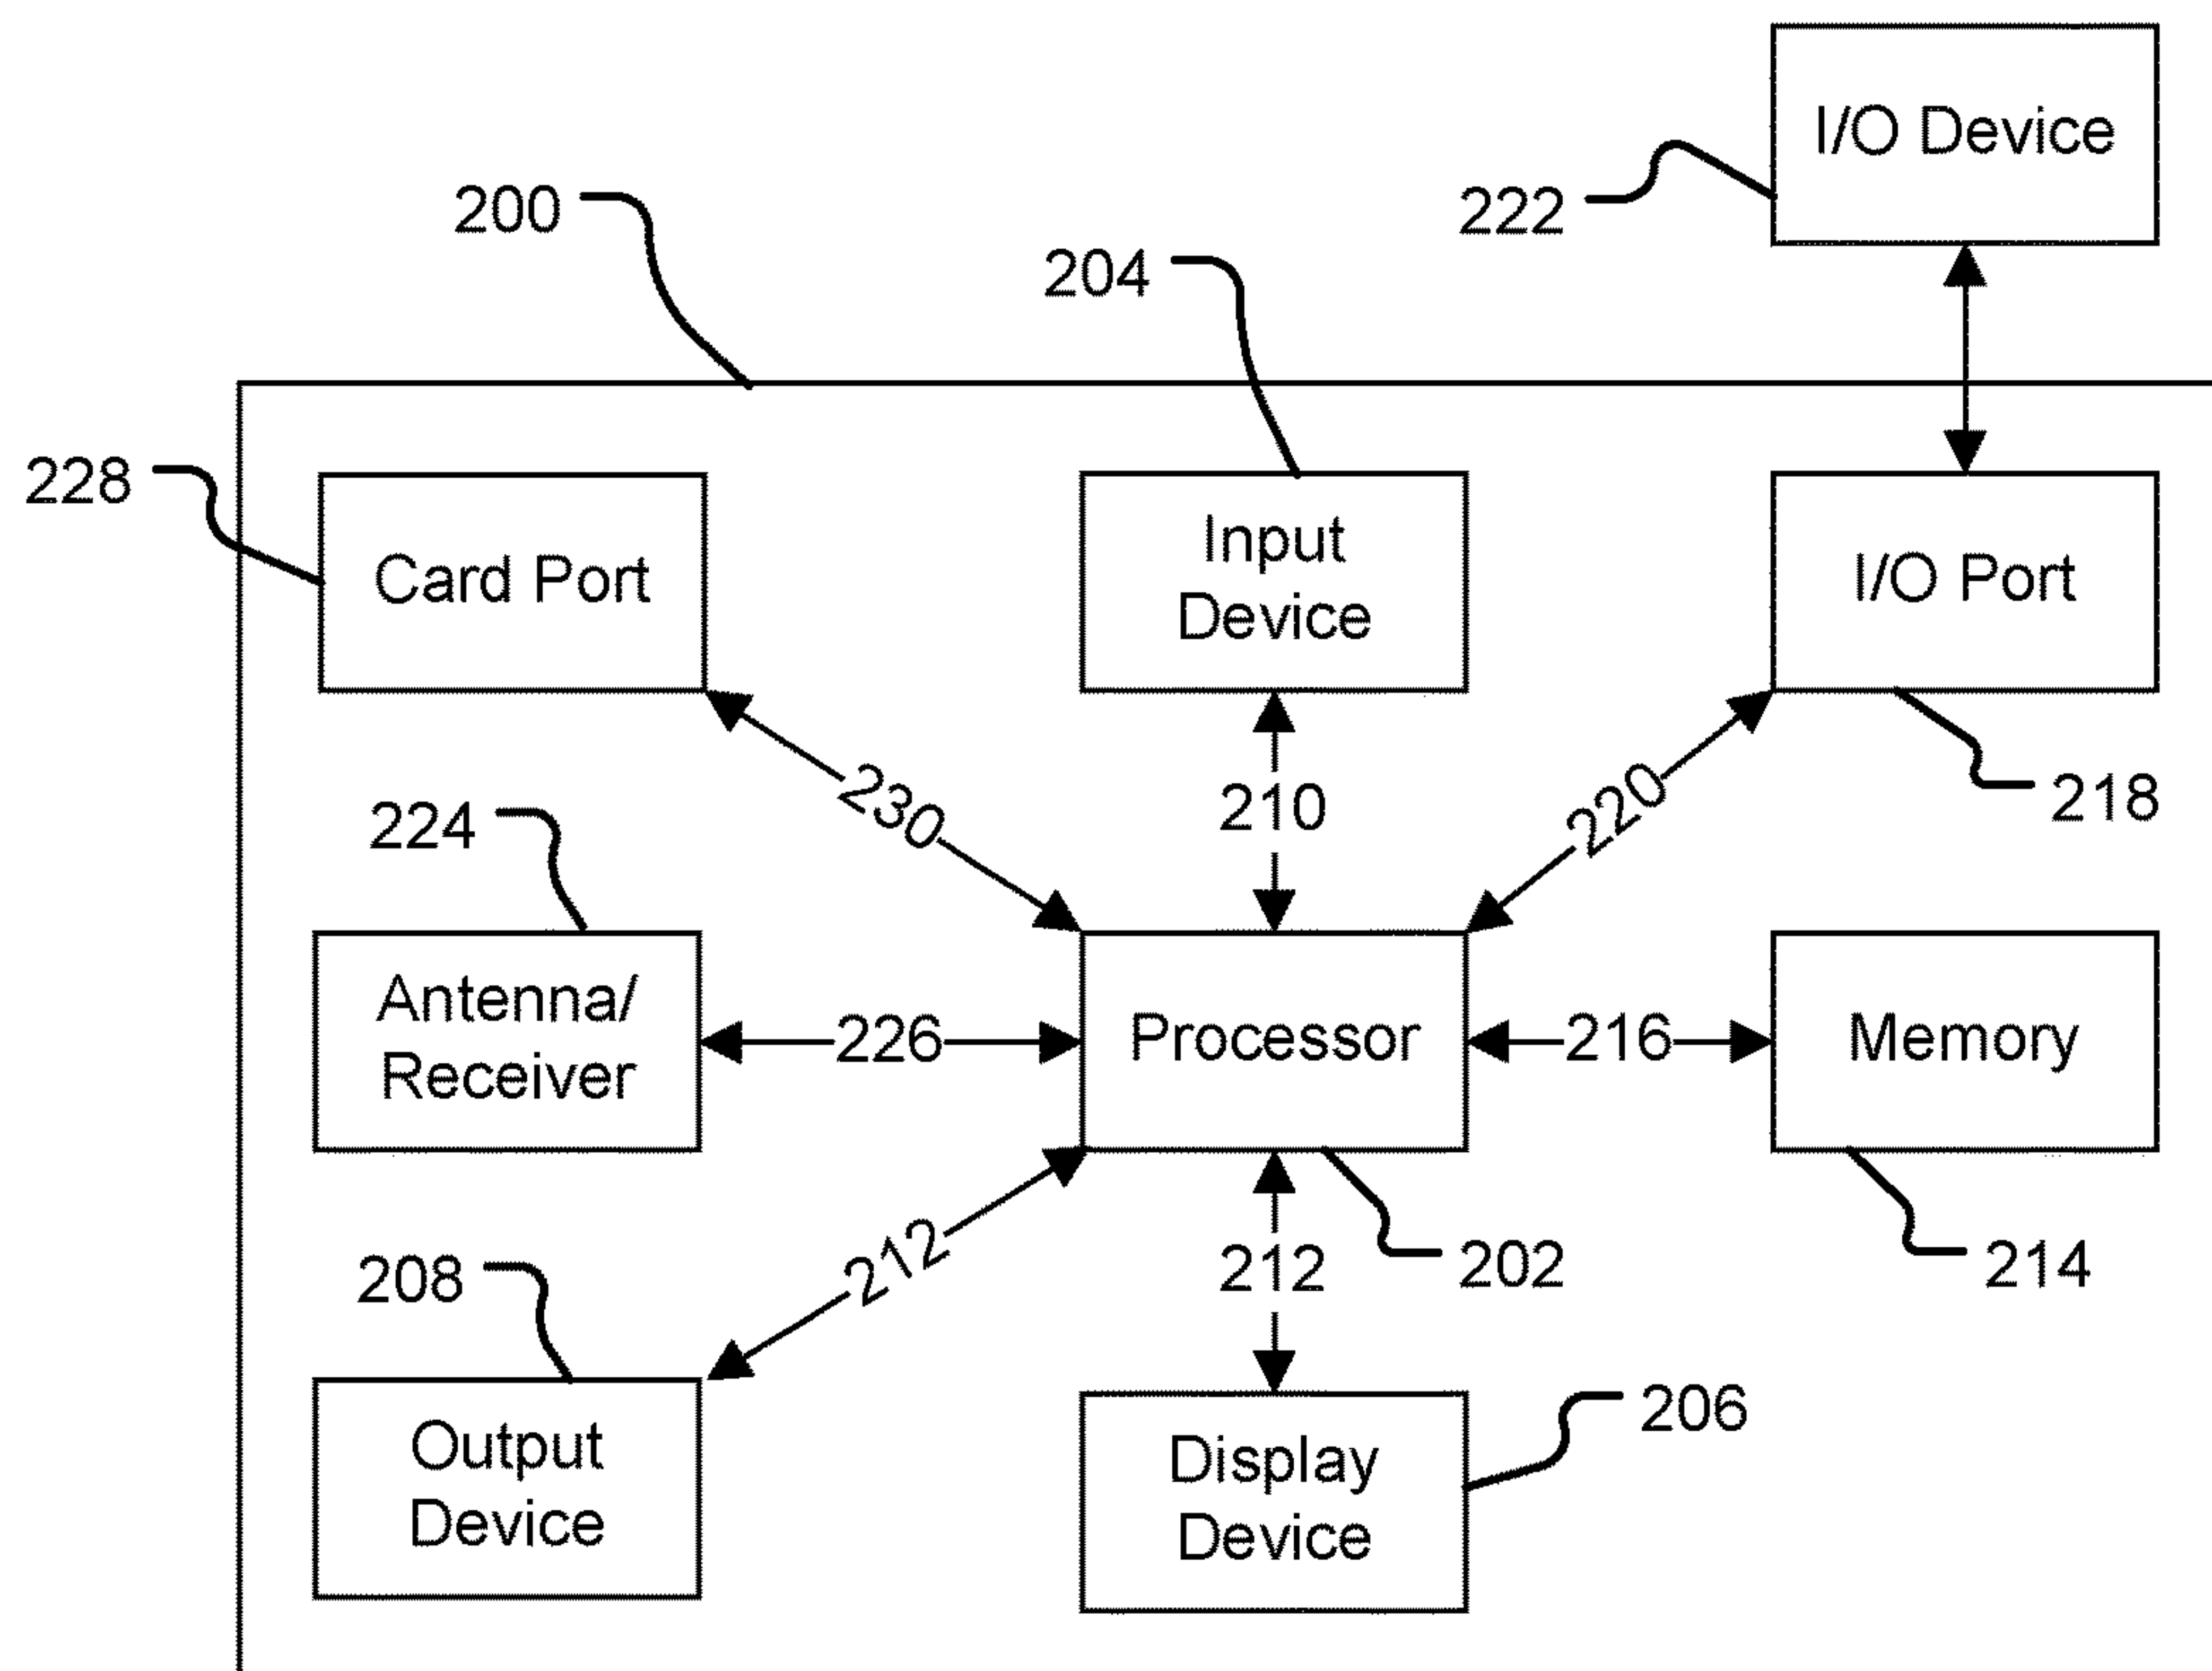 I/O Device
222
200
204
228
Card Port
Input
Device
I/O Port
230
210
220
218
224
Antenna/
Receiver
226
Processor
216
Memory
212
212
202
214
208
Output
Device
206
Display
Device